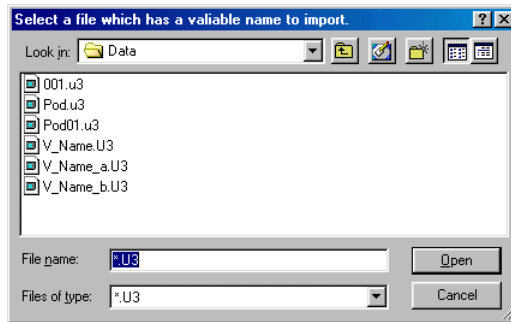 Select a file which has a valiable name to import.
Look in: Data
001.u3
Pod.u3
Pod01.u3
V_Name.U3
V_Name_a.U3
V_Name_b.U3
File name: *.U3 Open
Files of type: *.U3 Cancel